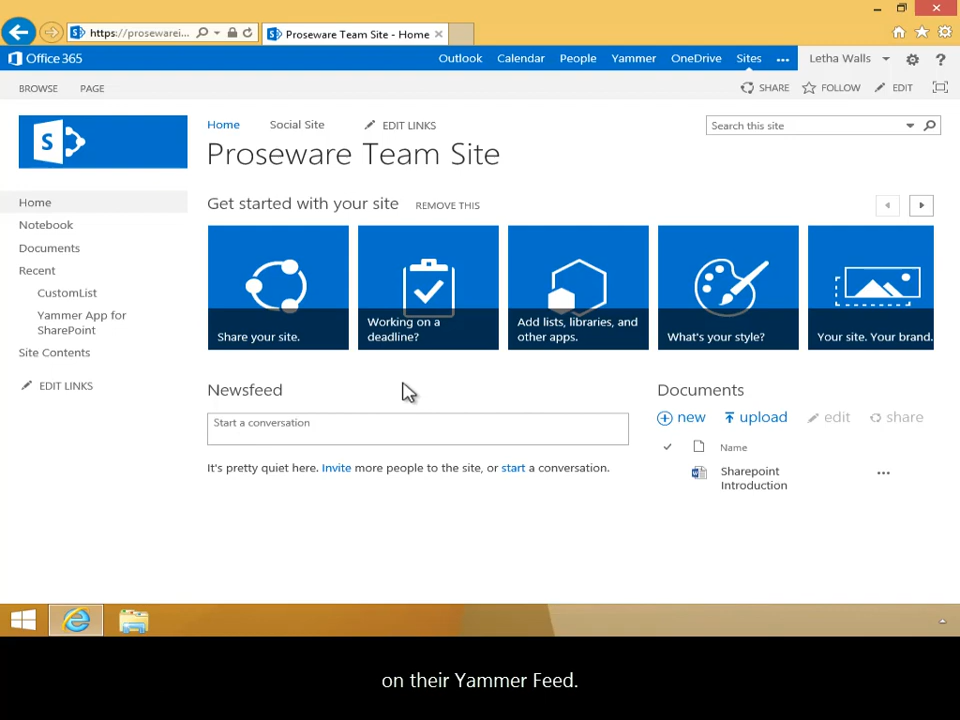 https://prosewarei...
Proseware Team Site - Home
Office 365
Outlook
Calendar
People
Yammer
OneDrive
Sites
...
Letha Walls
?
BROWSE
PAGE
SHARE
FOLLOW
EDIT
S
Home
Social Site
EDIT LINKS
Search this site
Proseware Team Site
Home
Notebook
Documents
Recent
CustomList
Yammer App for
SharePoint
Site Contents
EDIT LINKS
Get started with your site
REMOVE THIS
Share your site.
Working on a
deadline?
Add lists, libraries, and
other apps.
What's your style?
Your site. Your brand.
Newsfeed
Start a conversation
It's pretty quiet here. Invite more people to the site, or start a conversation.
Documents
new
upload
edit
share
Name
Sharepoint
Introduction
...
on their Yammer Feed.